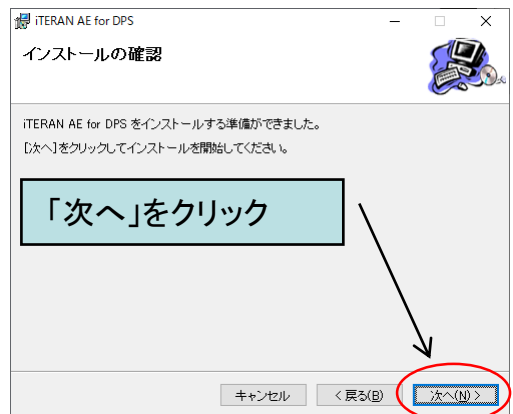 iTERAN AE for DPS
インストールの確認
iTERAN AE for DPS をインストールする準備ができました。
[次へ]をクリックしてインストールを開始してください。
「次へ」をクリック
キャンセル
< 戻る(B)
次へ(N) >